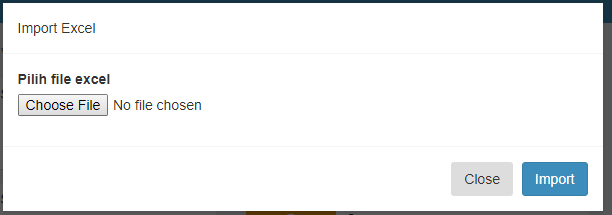 Import Excel
Pilih file excel
Choose File No file chosen
Close Import